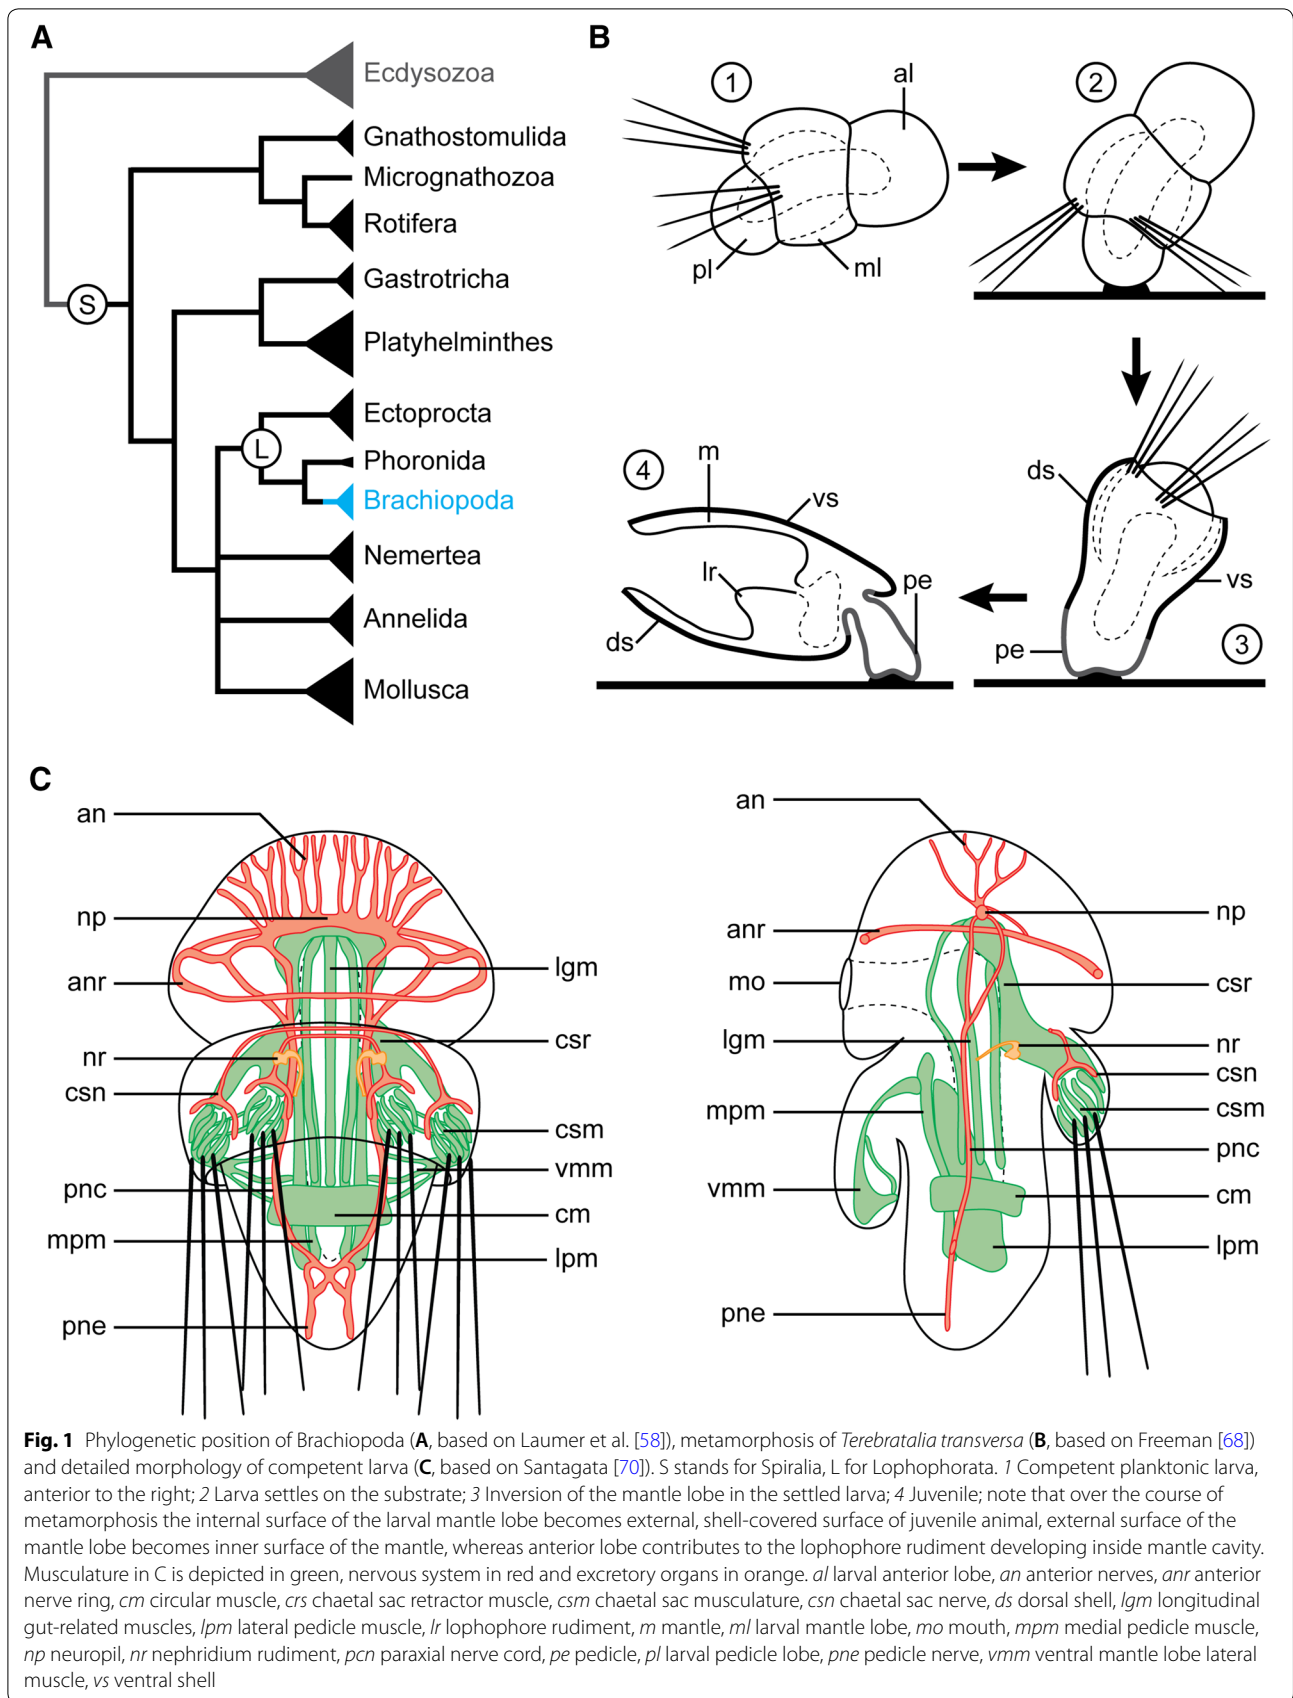 A
Ecdysozoa
Gnathostomulida
Micrognathozoa
Rotifera
Gastrotricha
S
Platyhelminthes
Ectoprocta
L
Phoronida
Brachiopoda
Nemertea
Annelida
Mollusca
B
1
al
pl
ml
2
3
ds
vs
pe
4
m
vs
lr
pe
ds
C
an
np
anr
nr
csn
pnc
mpm
pne
lgm
csr
csm
vmm
cm
lpm
an
anr
mo
lgm
mpm
vmm
pne
np
csr
nr
csn
csm
pnc
cm
lpm
Fig. 1 Phylogenetic position of Brachiopoda (A, based on Laumer et al. [58]), metamorphosis of Terebratalia transversa (B, based on Freeman [68])
and detailed morphology of competent larva (C, based on Santagata [70]). S stands for Spiralia, L for Lophophorata. 1 Competent planktonic larva,
anterior to the right; 2 Larva settles on the substrate; 3 Inversion of the mantle lobe in the settled larva; 4 Juvenile; note that over the course of
metamorphosis the internal surface of the larval mantle lobe becomes external, shell-covered surface of juvenile animal, external surface of the
mantle lobe becomes inner surface of the mantle, whereas anterior lobe contributes to the lophophore rudiment developing inside mantle cavity.
Musculature in C is depicted in green, nervous system in red and excretory organs in orange. al larval anterior lobe, an anterior nerves, anr anterior
nerve ring, cm circular muscle, crs chaetal sac retractor muscle, csm chaetal sac musculature, csn chaetal sac nerve, ds dorsal shell, lgm longitudinal
gut-related muscles, lpm lateral pedicle muscle, lr lophophore rudiment, m mantle, ml larval mantle lobe, mo mouth, mpm medial pedicle muscle,
np neuropil, nr nephridium rudiment, pcn paraxial nerve cord, pe pedicle, pl larval pedicle lobe, pne pedicle nerve, vmm ventral mantle lobe lateral
muscle, vs ventral shell